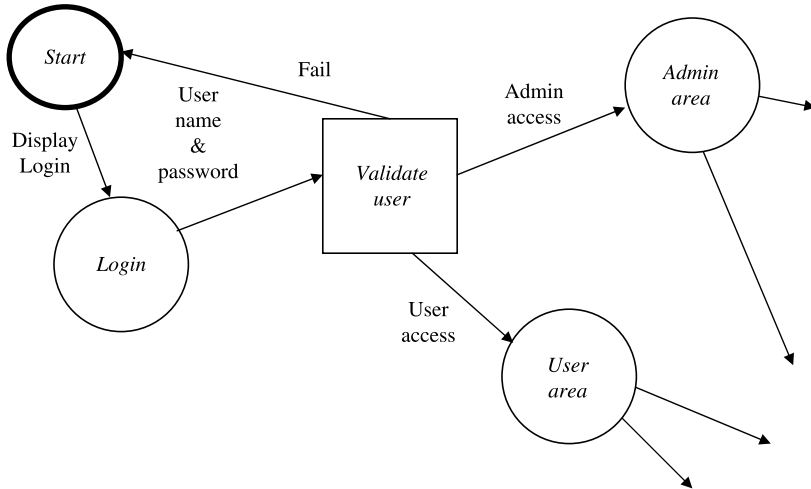 Start
Fail
User
name
&
password
Display
Login
Login
Validate
user
Admin
access
Admin
area
User
access
User
area